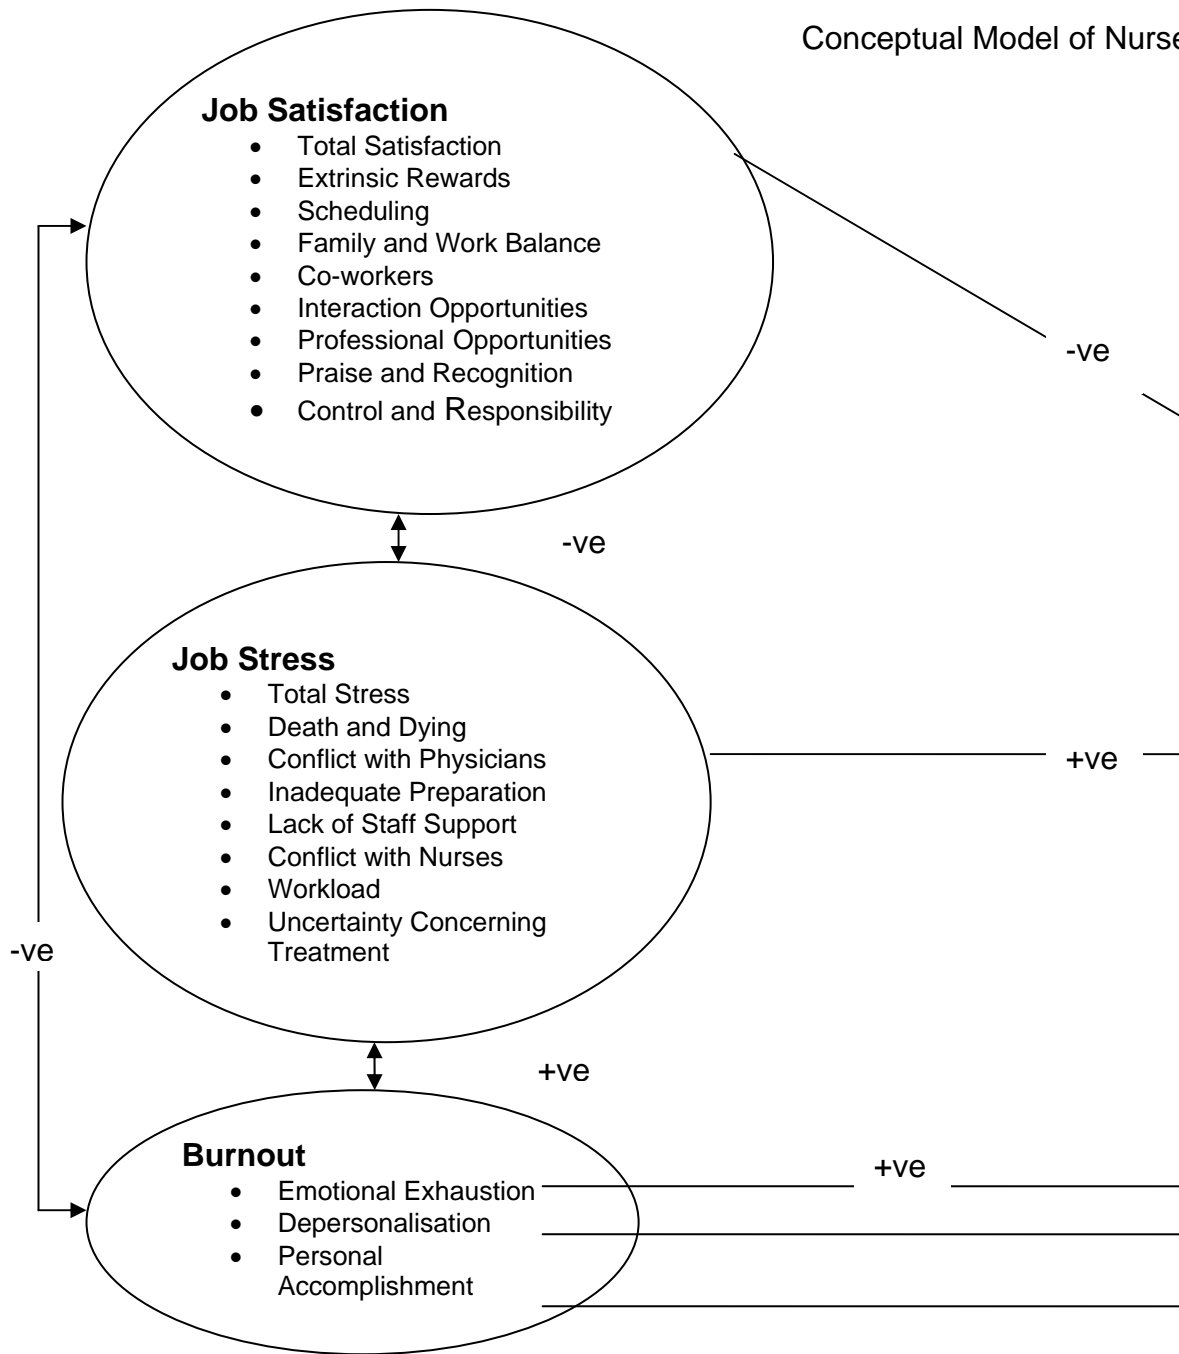 Conceptual Model of Nurse
Job Satisfaction
• Total Satisfaction
• Extrinsic Rewards
• Scheduling
• Family and Work Balance
• Co-workers
• Interaction Opportunities
• Professional Opportunities
• Praise and Recognition
• Control and Responsibility
-ve
-ve
Job Stress
• Total Stress
• Death and Dying
• Conflict with Physicians
• Inadequate Preparation
• Lack of Staff Support
• Conflict with Nurses
• Workload
• Uncertainty Concerning
Treatment
+ve
-ve
+ve
Burnout
• Emotional Exhaustion
• Depersonalisation
• Personal
Accomplishment
+ve